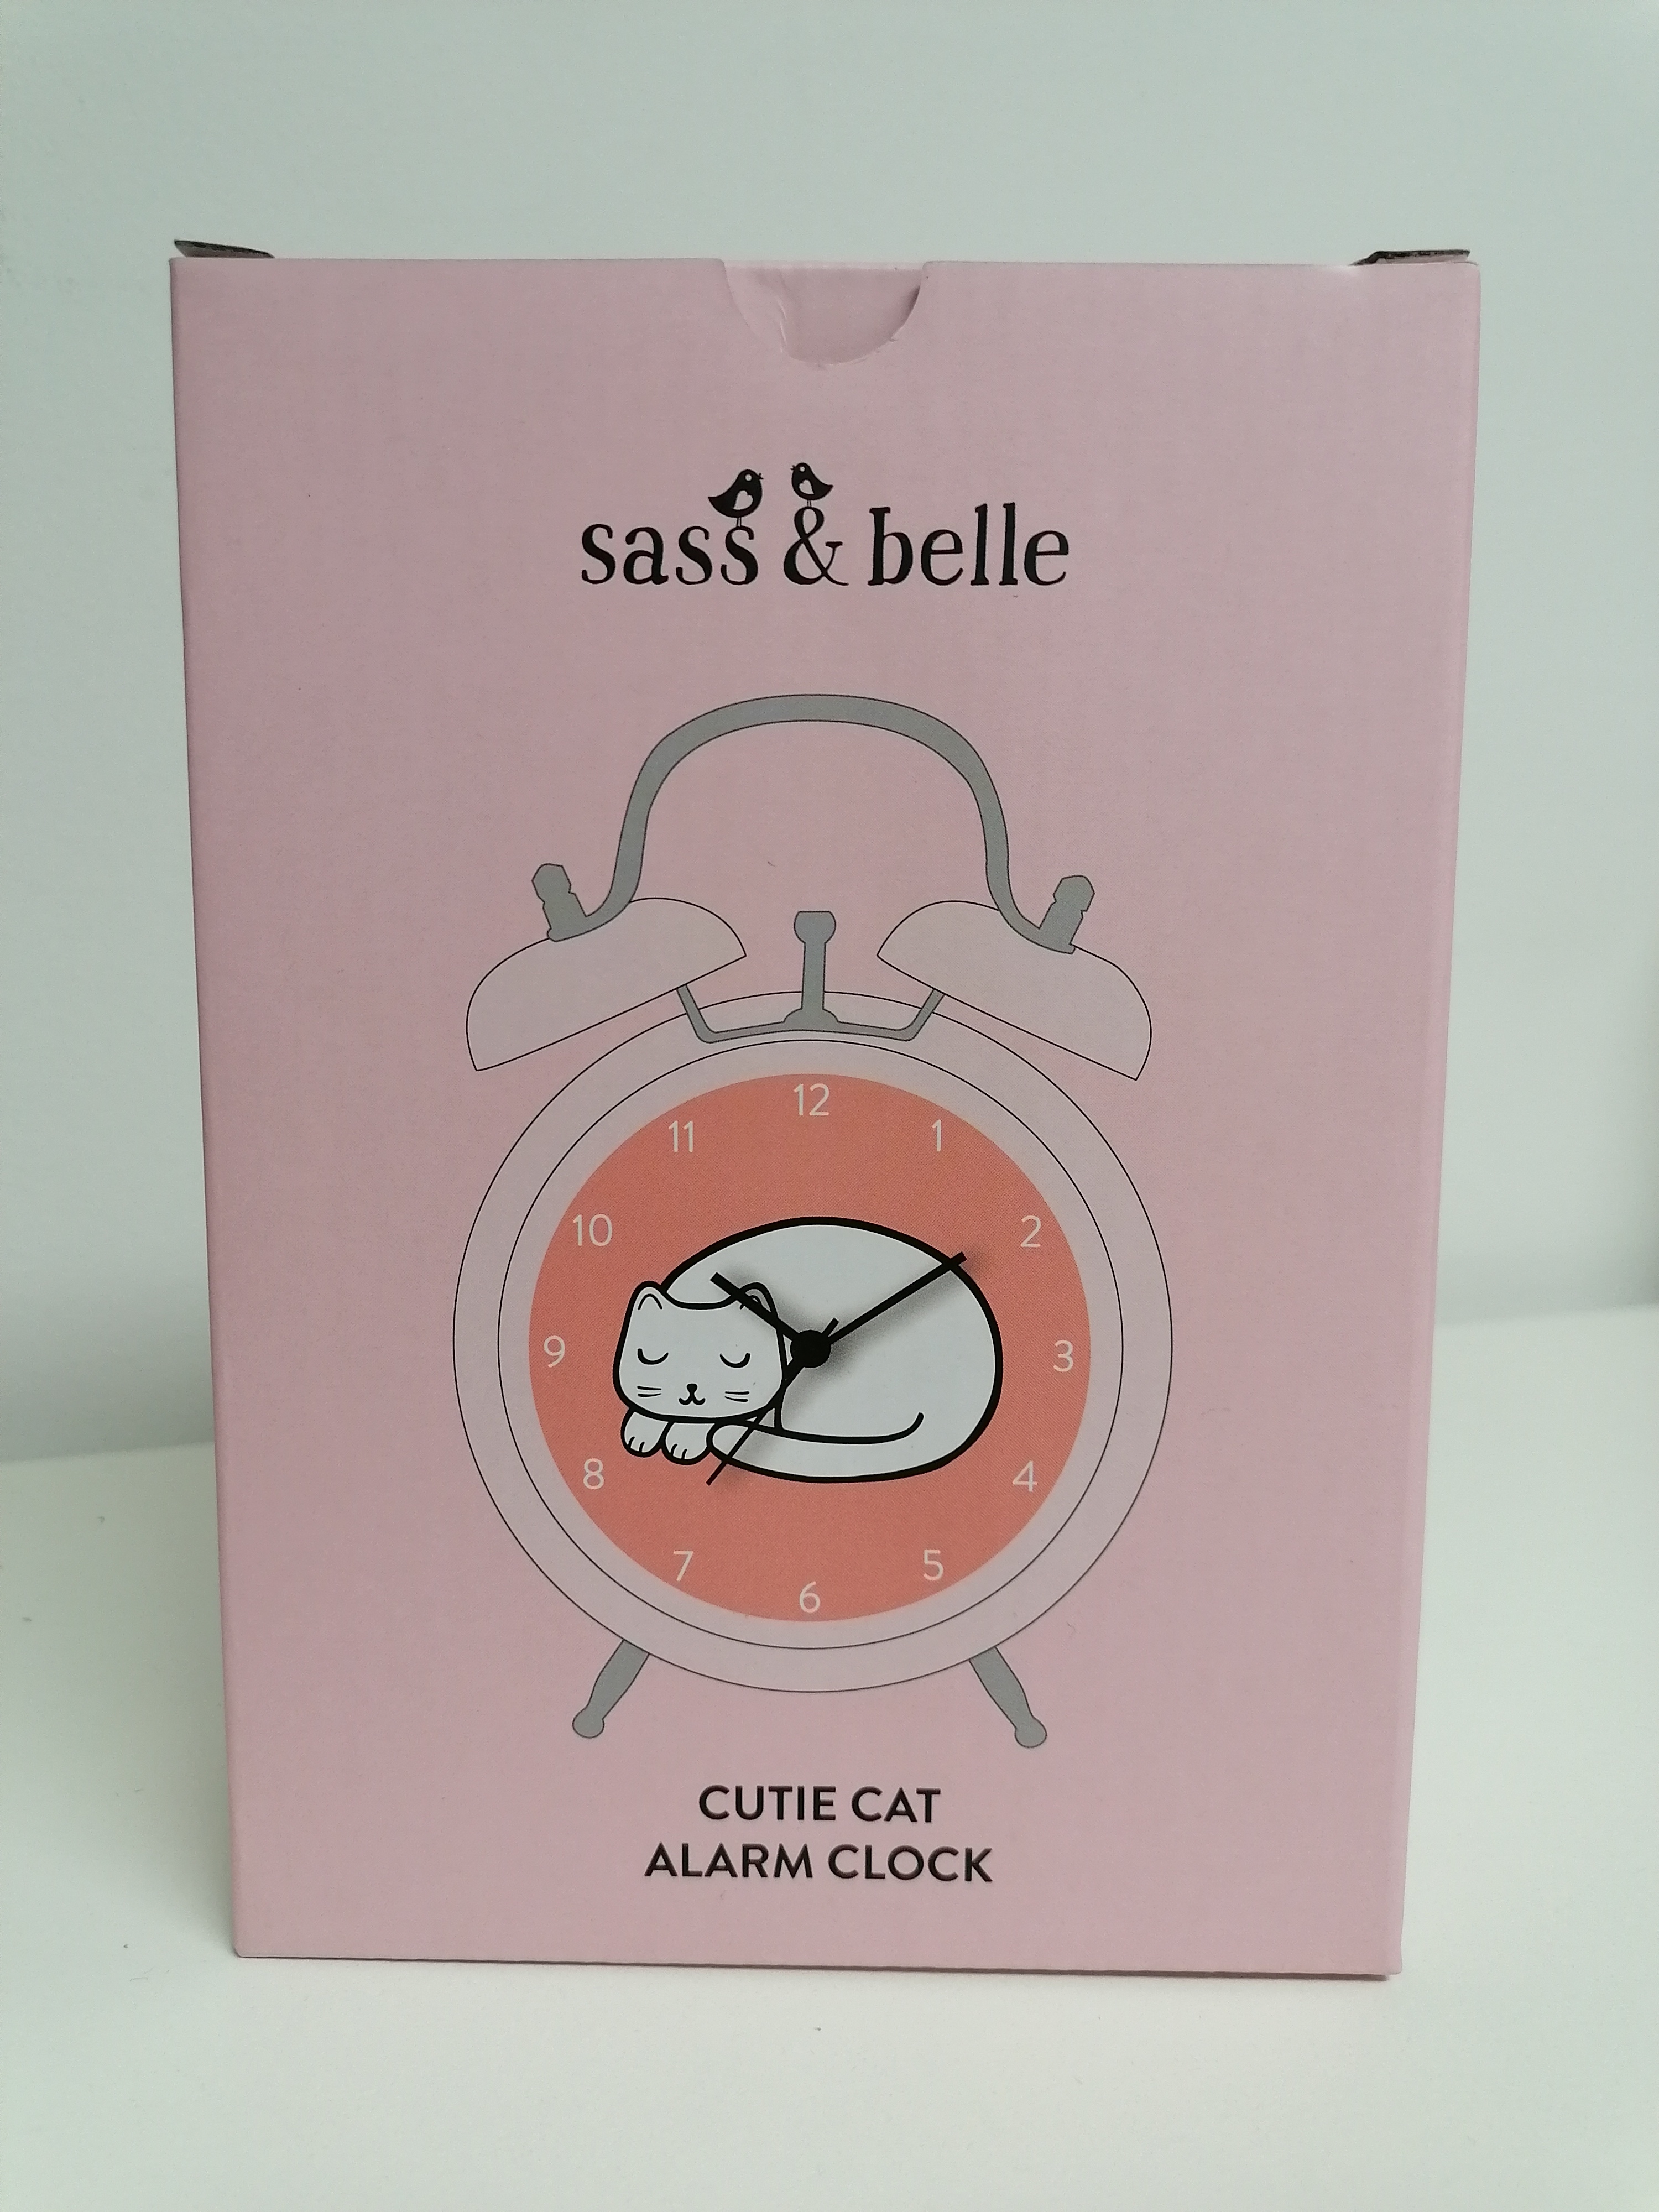 sass & belle
12
11 1
10 2
9 3
8 4
7 5
6
CUTIE CAT
ALARM CLOCK